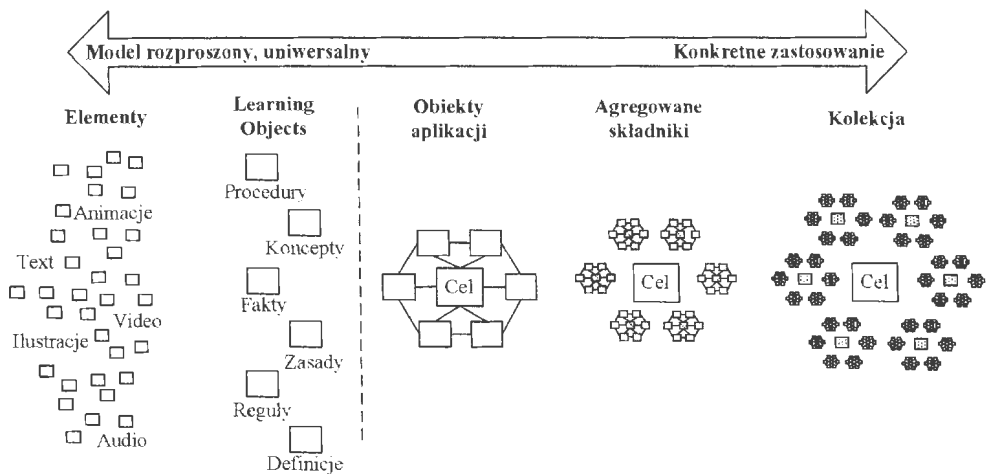 Model rozproszony, uniwersalny
Konkretne zastosowanie
Elementy
Learning
Objects
Obiekty
aplikacji
Agregowane
składniki
Kolekcja
Animacje
Text
Video
Ilustracje
Audio
Procedury
Koncepty
Fakty
Zasady
Reguły
Definicje
Cel
Cel
Cel